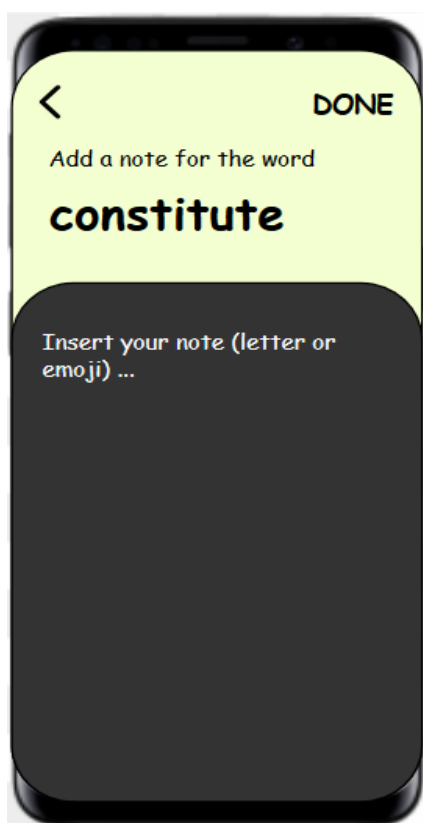 DONE
Add a note for the word
constitute
Insert your note (letter or
emoji) ...